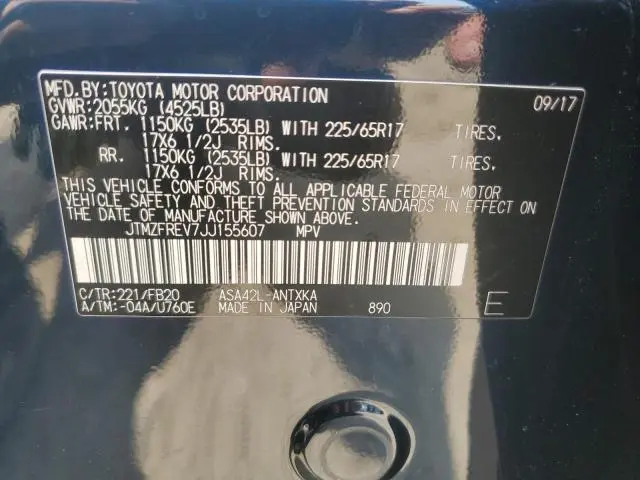 MFD.BY:TOYOTA MOTOR CORPORATION 09/17
GVWR:2055KG (4525LB)
GAWR:FRT. 1150KG (2535LB) WITH 225/65R17 TIRES,
17X6 1/2J RIMS.
RR. 1150KG (2535LB) WITH 225/65R17 TIRES,
17X6 1/2J RIMS.
THIS VEHICLE CONFORMS TO ALL APPLICABLE FEDERAL MOTOR
VEHICLE SAFETY AND BUMPER STANDARDS IN EFFECT ON THE
DATE OF MANUFACTURE SHOWN ABOVE.
JTMZFREV7JJ155607 MPV
C/TR:221/FB20 ASA42L-ANTXKA
A/TM:-04A/U760E MADE IN JAPAN 890 E